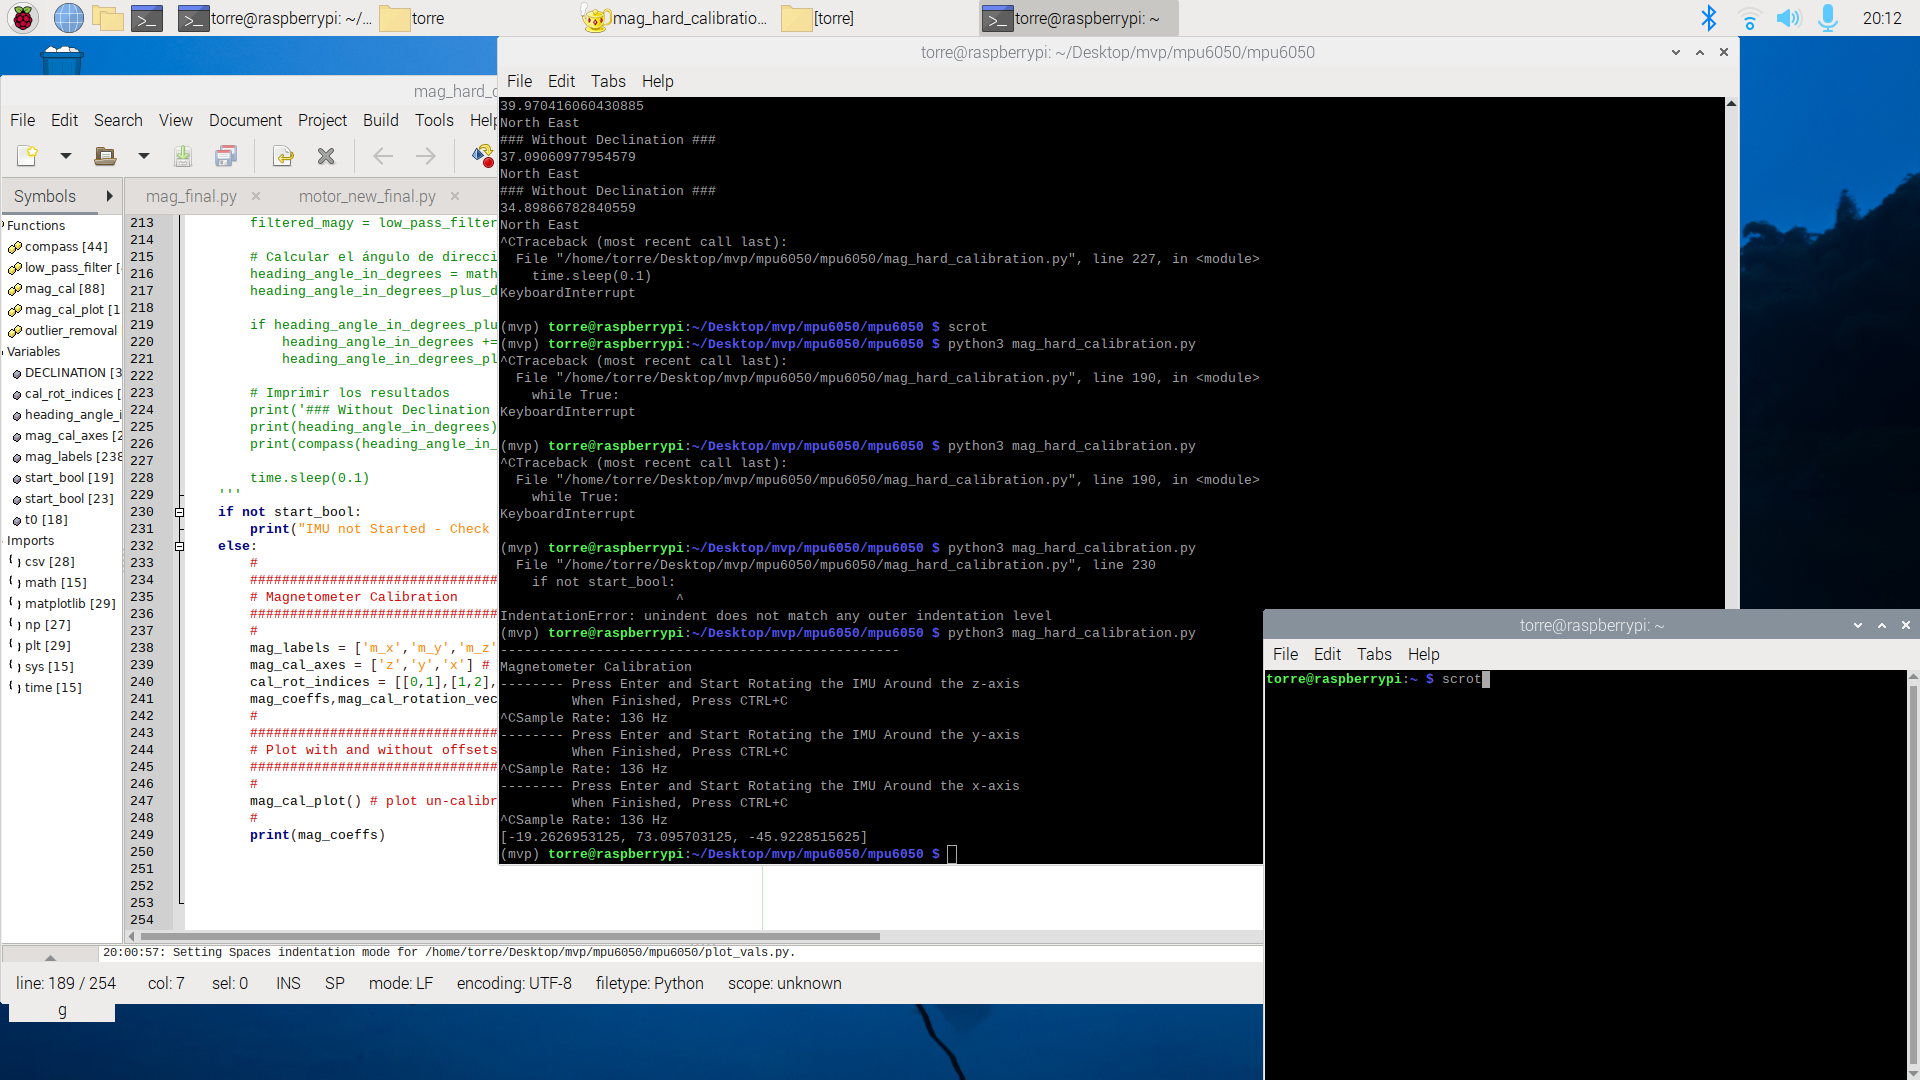 torre@raspberrypi: ~/...
torre
mag_hard_calibratio...
[torre]
torre@raspberrypi: ~
20:12
torre@raspberrypi: ~/Desktop/mvp/mpu6050/mpu6050
File Edit Tabs Help
mag_hard_c
File Edit Search View Document Project Build Tools Help
Symbols
mag_final.py
motor_new_final.py
Functions
compass [44]
low_pass_filter [
mag_cal [88]
mag_cal_plot [1
outlier_removal
Variables
DECLINATION [3
cal_rot_indices [
heading_angle_i
mag_cal_axes [2
mag_labels [238
start_bool [19]
start_bool [23]
t0 [18]
Imports
csv [28]
math [15]
matplotlib [29]
np [27]
plt [29]
sys [15]
time [15]
213 filtered_magy = low_pass_filter
214
215 # Calcular el ángulo de direcci
216 heading_angle_in_degrees = math
217 heading_angle_in_degrees_plus_d
218
219 if heading_angle_in_degrees_plu
220 heading_angle_in_degrees +=
221 heading_angle_in_degrees_pl
222
223 # Imprimir los resultados
224 print('### Without Declination
225 print(heading_angle_in_degrees)
226 print(compass(heading_angle_in_
227
228 time.sleep(0.1)
229 '''
230 if not start_bool:
231 print("IMU not Started - Check
232 else:
233 #
234 ###############################
235 # Magnetometer Calibration
236 ###############################
237 #
238 mag_labels = ['m_x','m_y','m_z'
239 mag_cal_axes = ['z','y','x'] #
240 cal_rot_indices = [[0,1],[1,2],
241 mag_coeffs,mag_cal_rotation_vec
242 #
243 ###############################
244 # Plot with and without offsets
245 ###############################
246 #
247 mag_cal_plot() # plot un-calibr
248 #
249 print(mag_coeffs)
250
251
252
253
254
39.970416060430885
North East
### Without Declination ###
37.09060977954579
North East
### Without Declination ###
34.89866782840559
North East
^CTraceback (most recent call last):
File "/home/torre/Desktop/mvp/mpu6050/mpu6050/mag_hard_calibration.py", line 227, in <module>
time.sleep(0.1)
KeyboardInterrupt
(mvp) torre@raspberrypi:~/Desktop/mvp/mpu6050/mpu6050 $ scrot
(mvp) torre@raspberrypi:~/Desktop/mvp/mpu6050/mpu6050 $ python3 mag_hard_calibration.py
^CTraceback (most recent call last):
File "/home/torre/Desktop/mvp/mpu6050/mpu6050/mag_hard_calibration.py", line 190, in <module>
while True:
KeyboardInterrupt
(mvp) torre@raspberrypi:~/Desktop/mvp/mpu6050/mpu6050 $ python3 mag_hard_calibration.py
^CTraceback (most recent call last):
File "/home/torre/Desktop/mvp/mpu6050/mpu6050/mag_hard_calibration.py", line 190, in <module>
while True:
KeyboardInterrupt
(mvp) torre@raspberrypi:~/Desktop/mvp/mpu6050/mpu6050 $ python3 mag_hard_calibration.py
File "/home/torre/Desktop/mvp/mpu6050/mpu6050/mag_hard_calibration.py", line 230
if not start_bool:
^
IndentationError: unindent does not match any outer indentation level
(mvp) torre@raspberrypi:~/Desktop/mvp/mpu6050/mpu6050 $ python3 mag_hard_calibration.py
--------------------------------------------------
Magnetometer Calibration
-------- Press Enter and Start Rotating the IMU Around the z-axis
When Finished, Press CTRL+C
^CSample Rate: 136 Hz
-------- Press Enter and Start Rotating the IMU Around the y-axis
When Finished, Press CTRL+C
^CSample Rate: 136 Hz
-------- Press Enter and Start Rotating the IMU Around the x-axis
When Finished, Press CTRL+C
^CSample Rate: 136 Hz
[-19.2626953125, 73.095703125, -45.9228515625]
(mvp) torre@raspberrypi:~/Desktop/mvp/mpu6050/mpu6050 $
torre@raspberrypi: ~
File Edit Tabs Help
torre@raspberrypi:~ $ scrot
20:00:57: Setting Spaces indentation mode for /home/torre/Desktop/mvp/mpu6050/mpu6050/plot_vals.py.
line: 189 / 254 col: 7 sel: 0 INS SP mode: LF encoding: UTF-8 filetype: Python scope: unknown
g